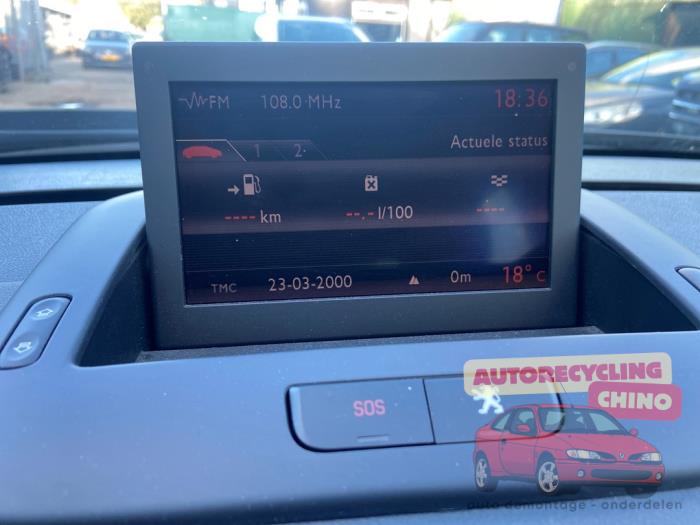 FM 108.0 MHz 18:36
1 2
Actuele status
---- km --.- l/100 ----
TMC 23-03-2000 0m 18°C
SOS
AUTORECYCLING
CHINO
auto demontage - onderdelen